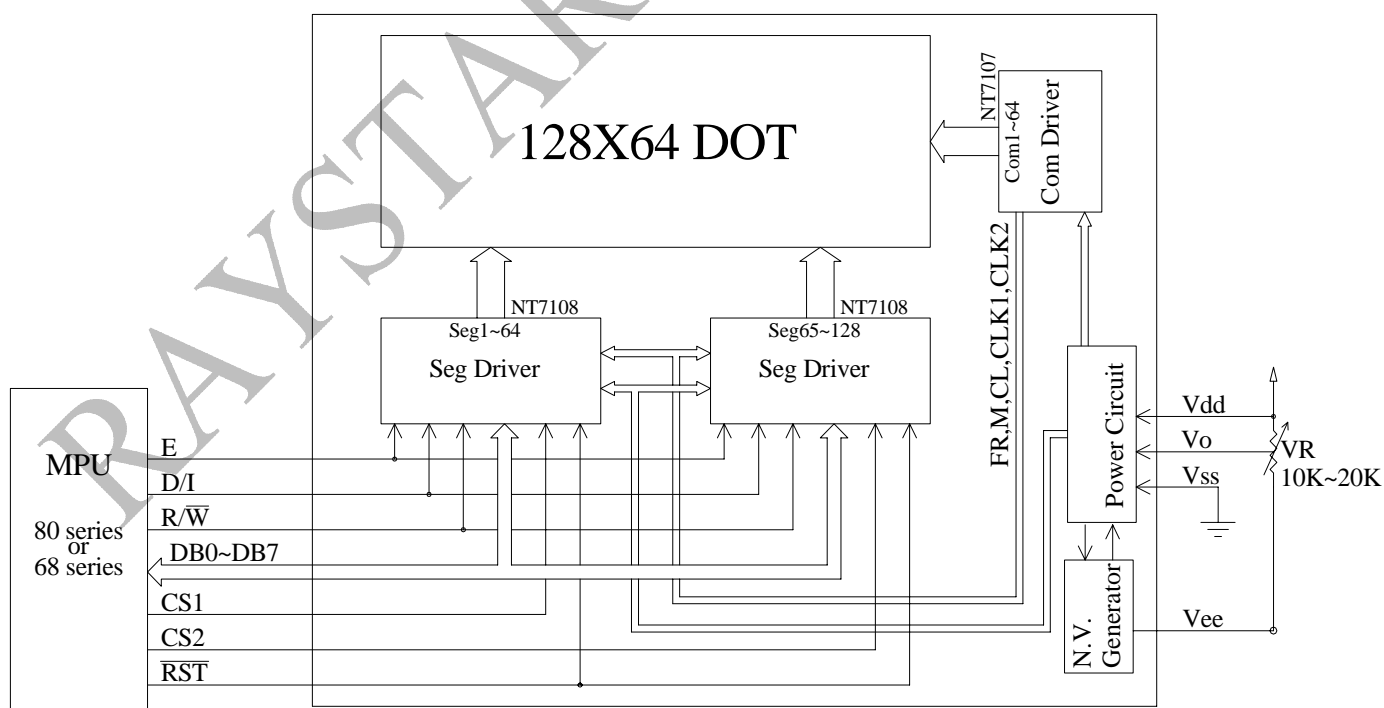 RAYSTAR
128X64 DOT
NT7107
Com1~64
Com Driver
FR,M,CL,CLK1,CLK2
NT7108
Seg1~64
Seg Driver
NT7108
Seg65~128
Seg Driver
MPU
80 series
or
68 series
E
D/I
R/W̅
DB0~DB7
CS1
CS2
R̅S̅T̅
Power Circuit
Vdd
Vo
Vss
VR
10K~20K
N.V.
Generator
Vee